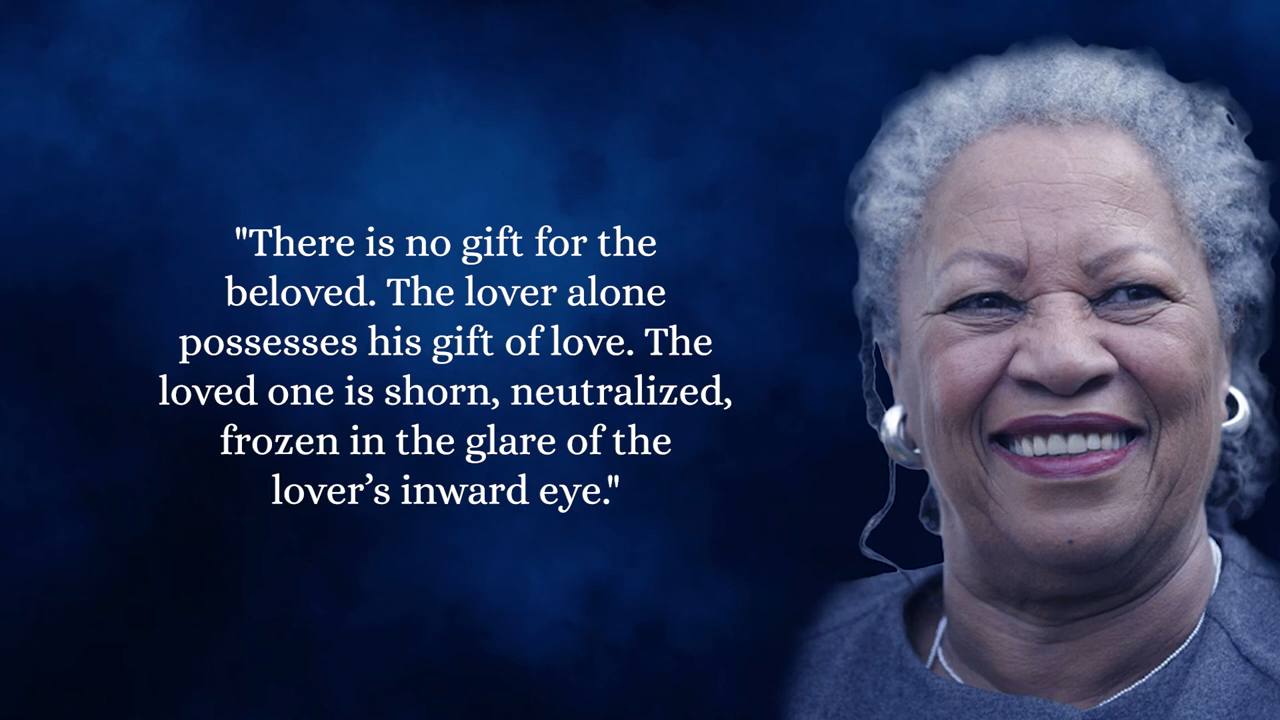 "There is no gift for the
beloved. The lover alone
possesses his gift of love. The
loved one is shorn, neutralized,
frozen in the glare of the
lover’s inward eye."